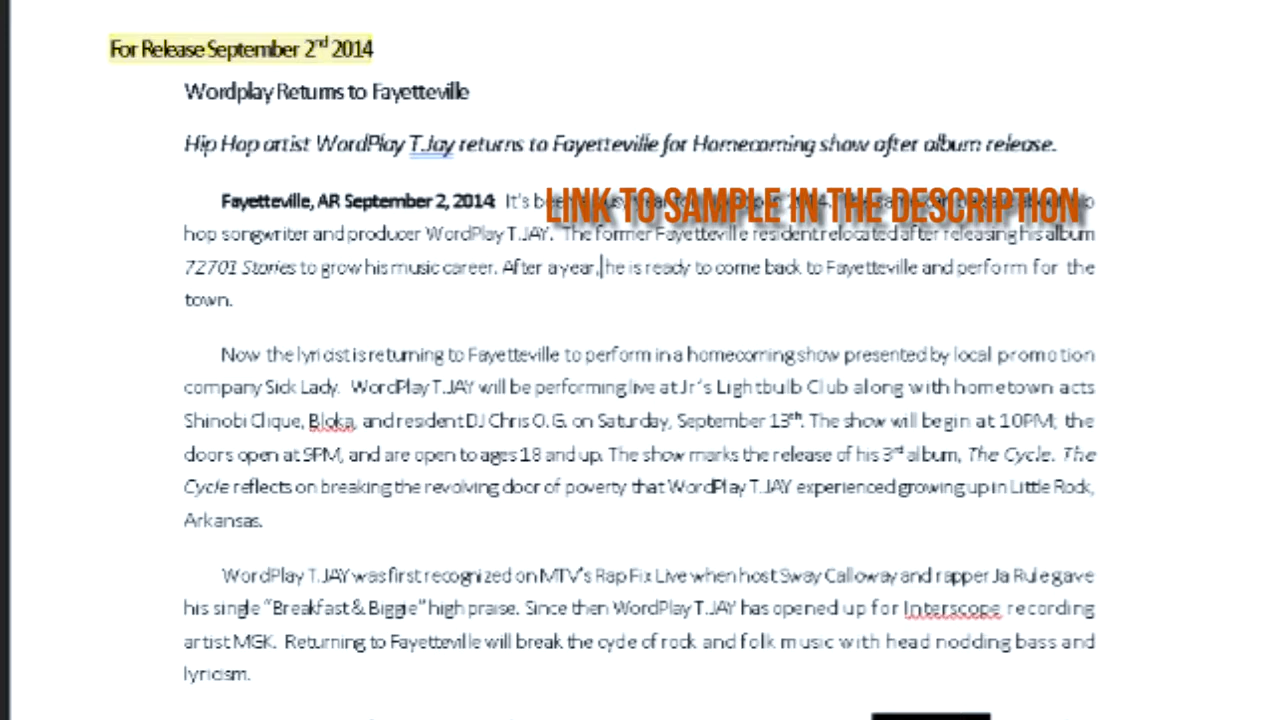 For Release September 2nd 2014
Wordplay Returns to Fayetteville
Hip Hop artist WordPlay T.Jay returns to Fayetteville for Homecoming show after album release.
Fayetteville, AR September 2, 2014: It's been
LINK TO SAMPLE IN THE DESCRIPTION
hop songwriter and producer WordPlay T.JAY. The former Fayetteville resident relocated after releasing his album
72701 Stories to grow his music career. After a year, he is ready to come back to Fayetteville and perform for the
town.
Now the lyricist is returning to Fayetteville to perform in a homecoming show presented by local promotion
company Sick Lady. WordPlay T.JAY will be performing live at Jr's Lightbulb Club along with hometown acts
Shinobi Clique, Bloka, and resident DJ Chris O.G. on Saturday, September 13th. The show will begin at 10PM; the
doors open at 9PM, and are open to ages 18 and up. The show marks the release of his 3rd album, The Cycle. The
Cycle reflects on breaking the revolving door of poverty that WordPlay T.JAY experienced growing up in Little Rock,
Arkansas.
WordPlay T.JAY was first recognized on MTV's Rap Fix Live when host Sway Calloway and rapper Ja Rule gave
his single "Breakfast & Biggie" high praise. Since then WordPlay T.JAY has opened up for Interscope recording
artist MGK. Returning to Fayetteville will break the cycle of rock and folk music with head nodding bass and
lyricism.